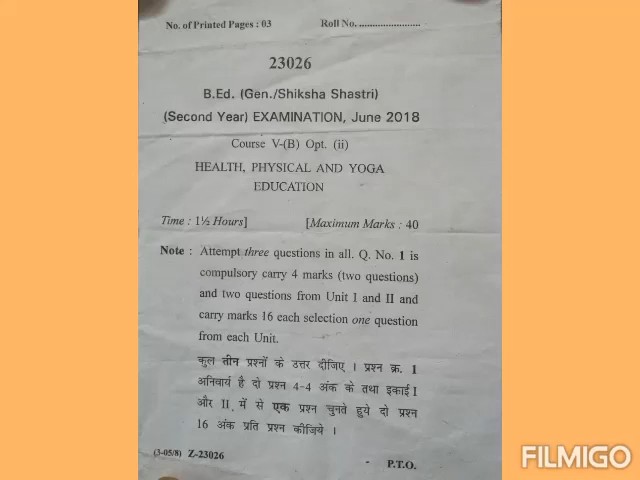 No. of Printed Pages : 03 Roll No. .......................
23026
B.Ed. (Gen./Shiksha Shastri)
(Second Year) EXAMINATION, June 2018
Course V-(B) Opt. (ii)
HEALTH, PHYSICAL AND YOGA
EDUCATION
Time : 1½ Hours] [Maximum Marks : 40
Note : Attempt three questions in all. Q. No. 1 is
compulsory carry 4 marks (two questions)
and two questions from Unit I and II and
carry marks 16 each selection one question
from each Unit.
कुल तीन प्रश्नों के उत्तर दीजिए । प्रश्न क्र. 1
अनिवार्य है दो प्रश्न 4-4 अंक के तथा इकाई I
और II में से एक प्रश्न चुनते हुये दो प्रश्न
16 अंक प्रति प्रश्न कीजिये ।
(3-05/8) Z-23026 P.T.O.
FILMIGO